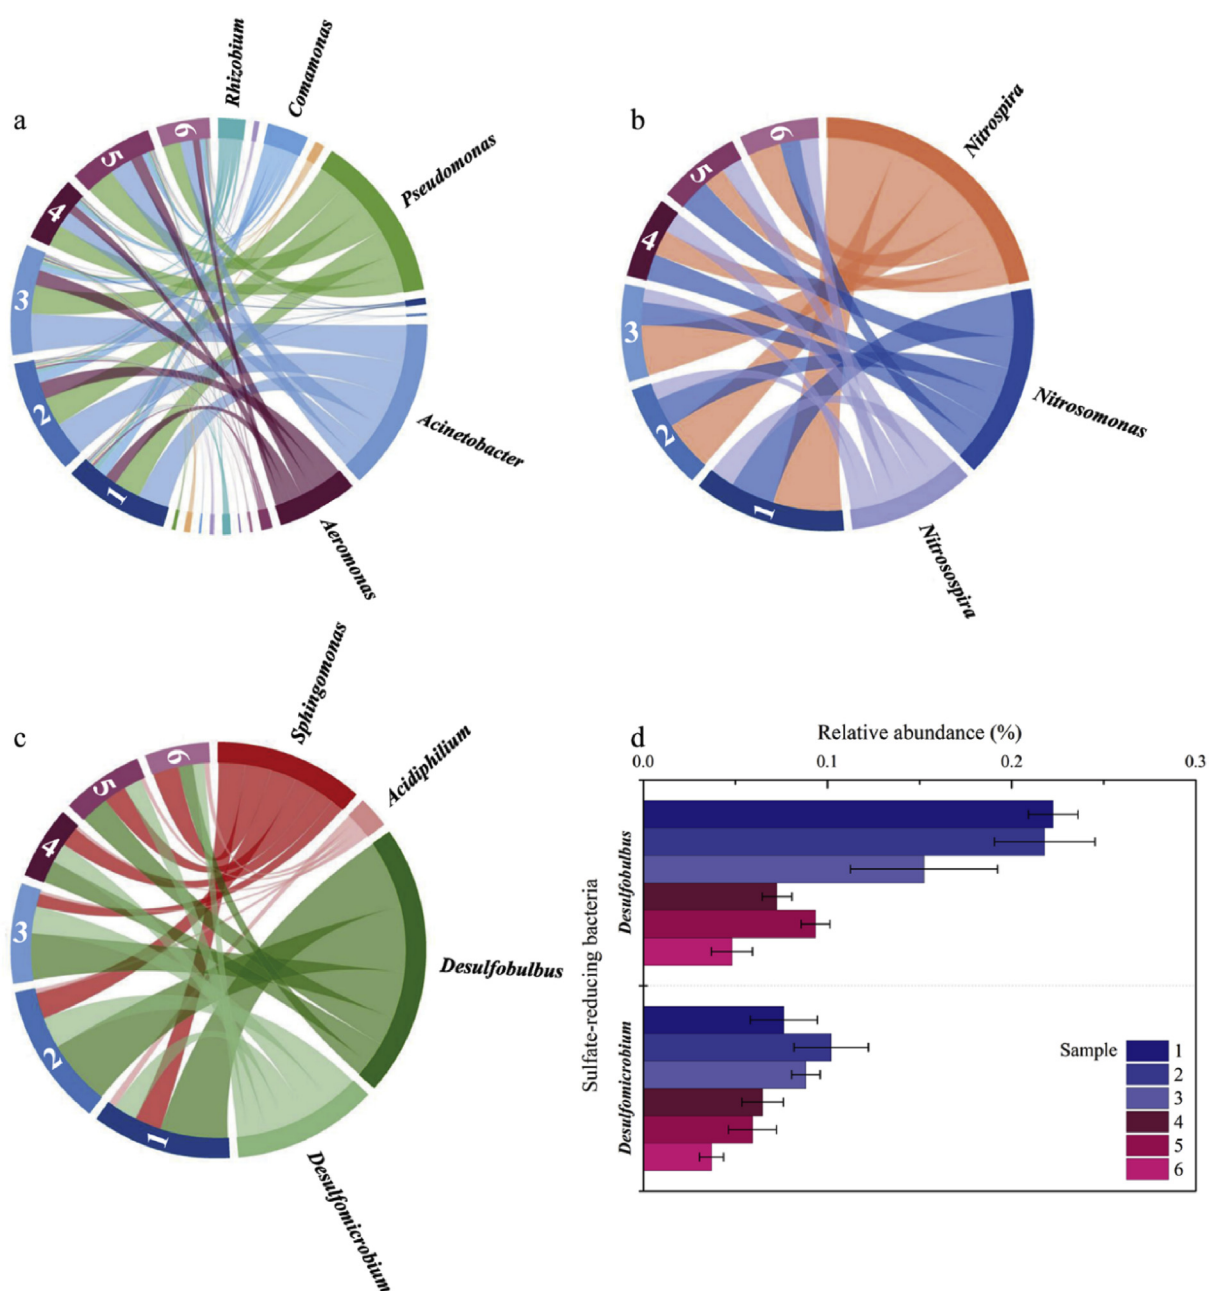 a
Rhizobium
Comamonas
Pseudomonas
Acinetobacter
Aeromonas
1
2
3
4
5
6
b
Nitrospira
Nitrosomonas
Nitrosospira
1
2
3
4
5
6
c
Sphingomonas
Acidiphilium
Desulfobulbus
Desulfomicrobium
1
2
3
4
5
6
d
Relative abundance (%)
0.0
0.1
0.2
0.3
Sulfate-reducing bacteria
Desulfobulbus
Desulfomicrobium
Sample
1
2
3
4
5
6